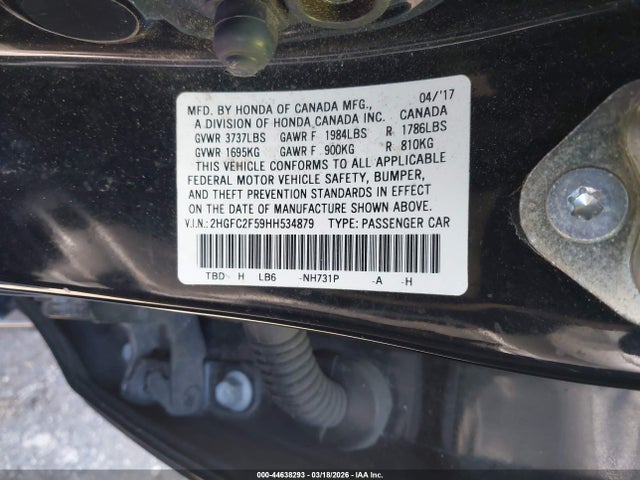 MFD. BY HONDA OF CANADA MFG., 04/'17
A DIVISION OF HONDA CANADA INC. CANADA
GVWR 3737LBS GAWR F 1984LBS R 1786LBS
GVWR 1695KG GAWR F 900KG R 810KG
THIS VEHICLE CONFORMS TO ALL APPLICABLE
FEDERAL MOTOR VEHICLE SAFETY, BUMPER,
AND THEFT PREVENTION STANDARDS IN EFFECT
ON THE DATE OF MANUFACTURE SHOWN ABOVE.
V.I.N.:2HGFC2F59HH534879 TYPE:PASSENGER CAR
TBD- H LB6 -NH731P -A -H
000-44638293 - 03/18/2026 - IAA Inc.